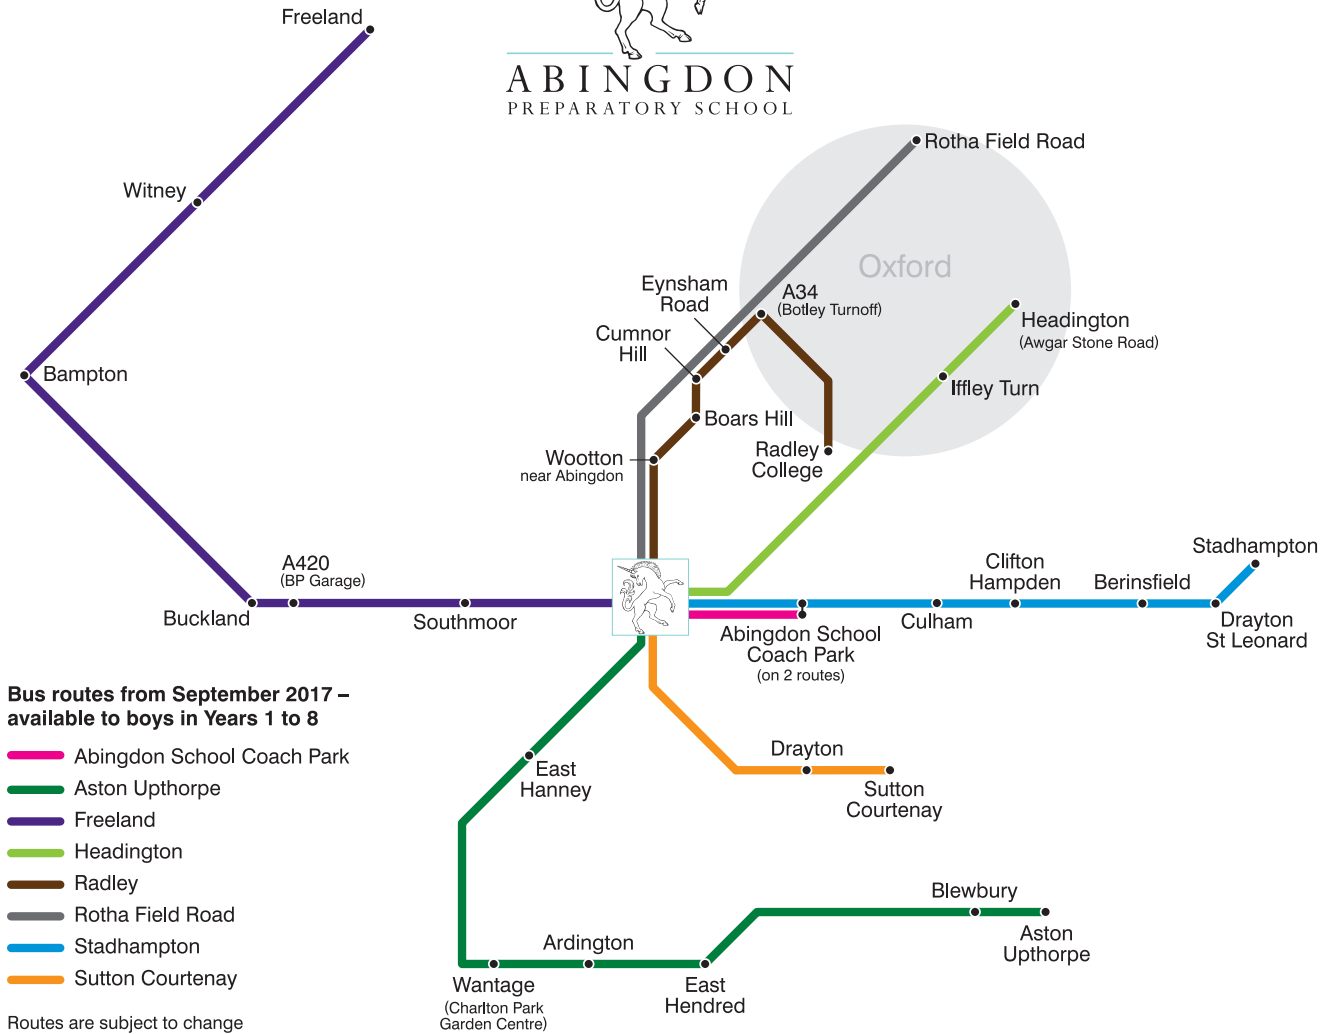 Freeland
ABINGDON
PREPARATORY SCHOOL
Rotha Field Road
Witney
Oxford
Eynsham
Road
A34
(Botley Turnoff)
Cumnor
Hill
Headington
(Awgar Stone Road)
Bampton
Iffley Turn
Boars Hill
Radley
College
Wootton
near Abingdon
A420
(BP Garage)
Buckland
Southmoor
Clifton
Hampden
Berinsfield
Stadhampton
Abingdon School
Coach Park
(on 2 routes)
Culham
Drayton
St Leonard
Bus routes from September 2017 –
available to boys in Years 1 to 8
Abingdon School Coach Park
Aston Upthorpe
Freeland
Headington
Radley
Rotha Field Road
Stadhampton
Sutton Courtenay
Routes are subject to change
East
Hanney
Drayton
Sutton
Courtenay
Blewbury
Aston
Upthorpe
Ardington
Wantage
(Charlton Park
Garden Centre)
East
Hendred